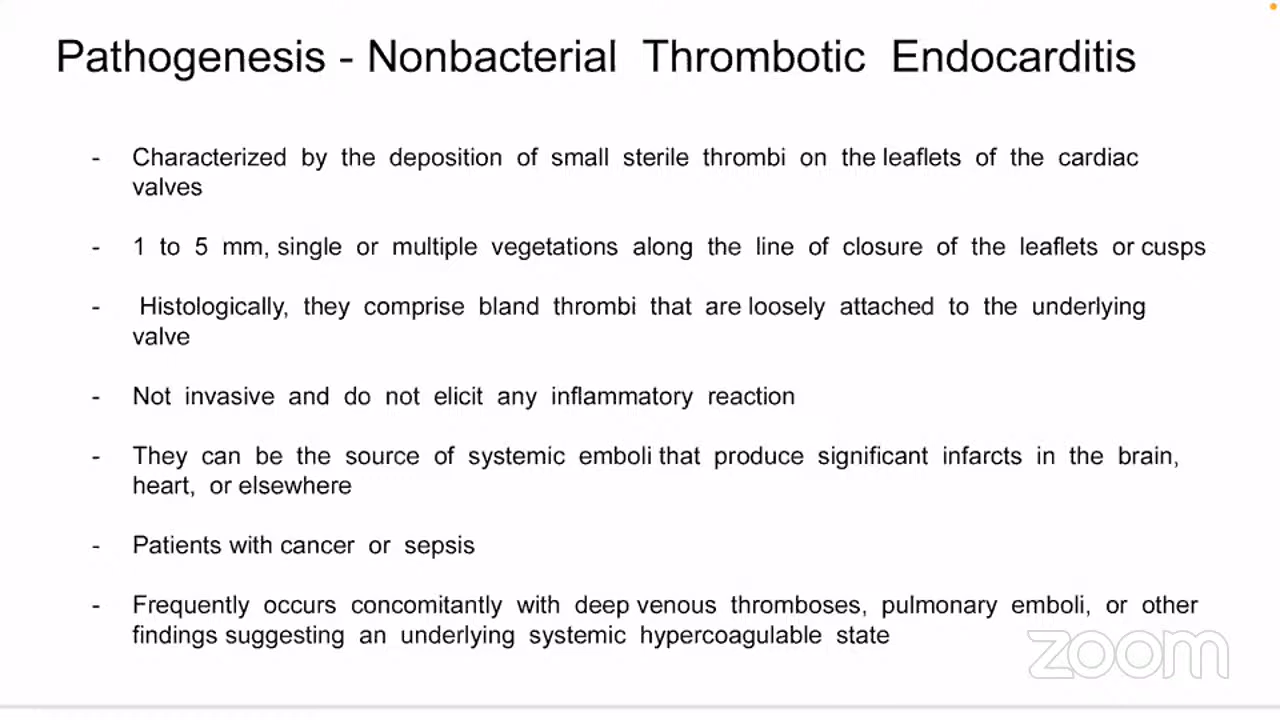 Pathogenesis - Nonbacterial Thrombotic Endocarditis
- Characterized by the deposition of small sterile thrombi on the leaflets of the cardiac
valves
- 1 to 5 mm, single or multiple vegetations along the line of closure of the leaflets or cusps
- Histologically, they comprise bland thrombi that are loosely attached to the underlying
valve
- Not invasive and do not elicit any inflammatory reaction
- They can be the source of systemic emboli that produce significant infarcts in the brain,
heart, or elsewhere
- Patients with cancer or sepsis
- Frequently occurs concomitantly with deep venous thromboses, pulmonary emboli, or other
findings suggesting an underlying systemic hypercoagulable state
zoom